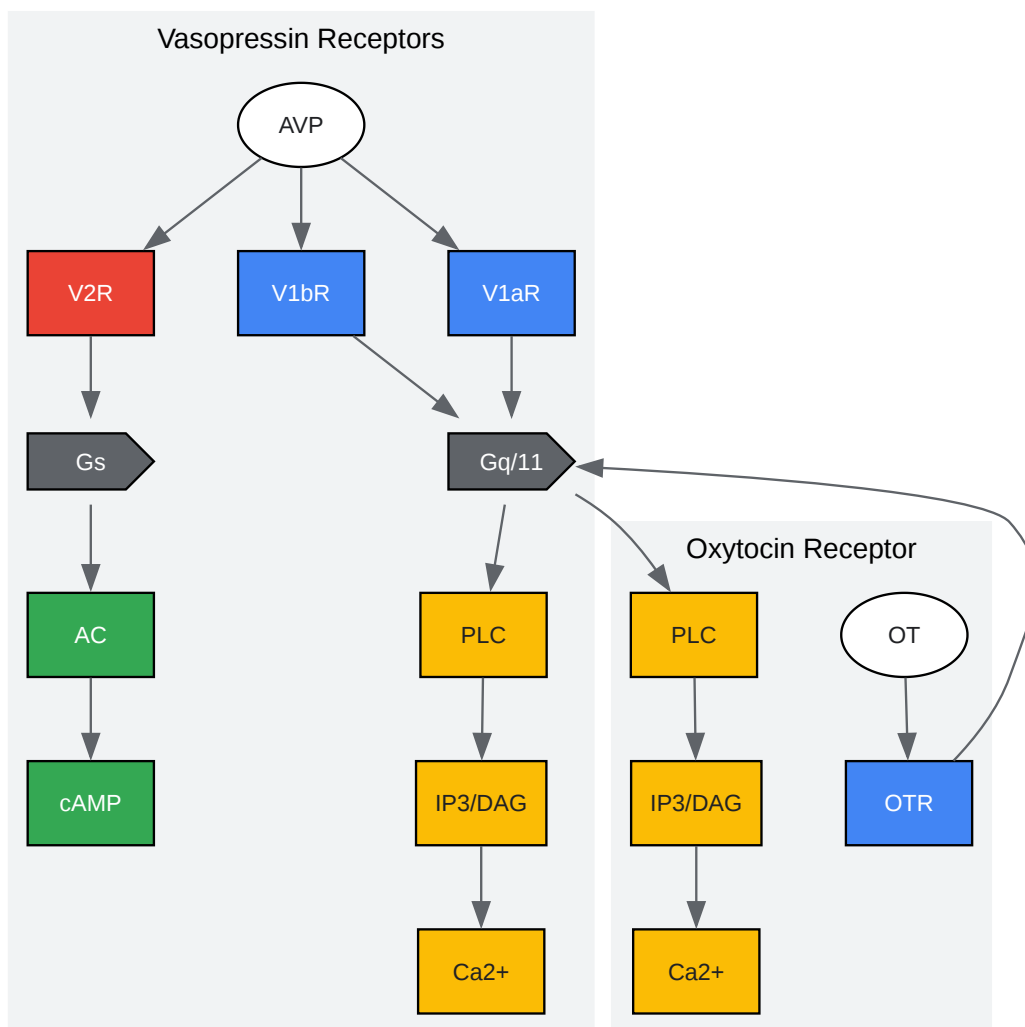 Vasopressin Receptors
AVP
V2R
V1bR
V1aR
Gs
Gq/11
Oxytocin Receptor
AC
PLC
PLC
OT
cAMP
IP3/DAG
IP3/DAG
OTR
Ca2+
Ca2+